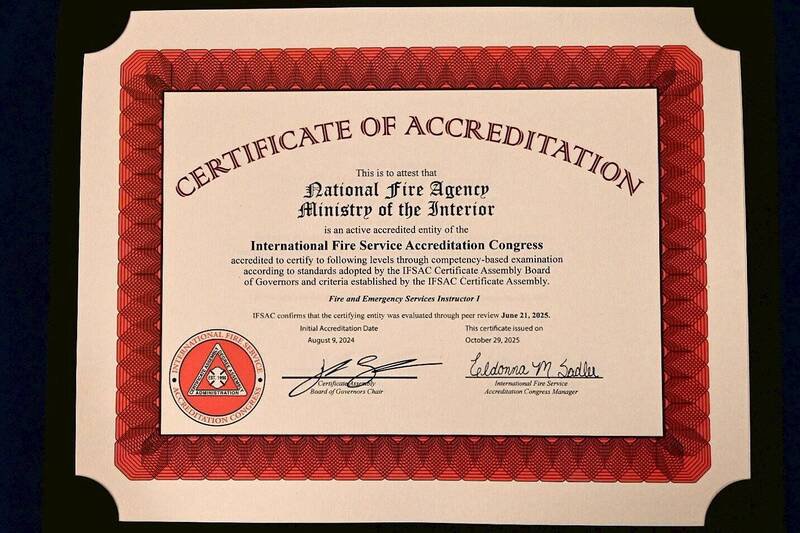 CERTIFICATE OF ACCREDITATION
This is to attest that
National Fire Agency
Ministry of the Interior
is an active accredited entity of the
International Fire Service Accreditation Congress
accredited to certify to following levels through competency-based examination
according to standards adopted by the IFSAC Certificate Assembly Board
of Governors and criteria established by the IFSAC Certificate Assembly.
Fire and Emergency Services Instructor I
IFSAC confirms that the certifying entity was evaluated through peer review June 21, 2025.
Initial Accreditation Date
August 9, 2024
This certificate issued on
October 29, 2025
Certificate Assembly
Board of Governors Chair
Celdonna M. Sadler
International Fire Service
Accreditation Congress Manager
INTERNATIONAL FIRE SERVICE
ACCREDITATION CONGRESS
ADMINISTRATION